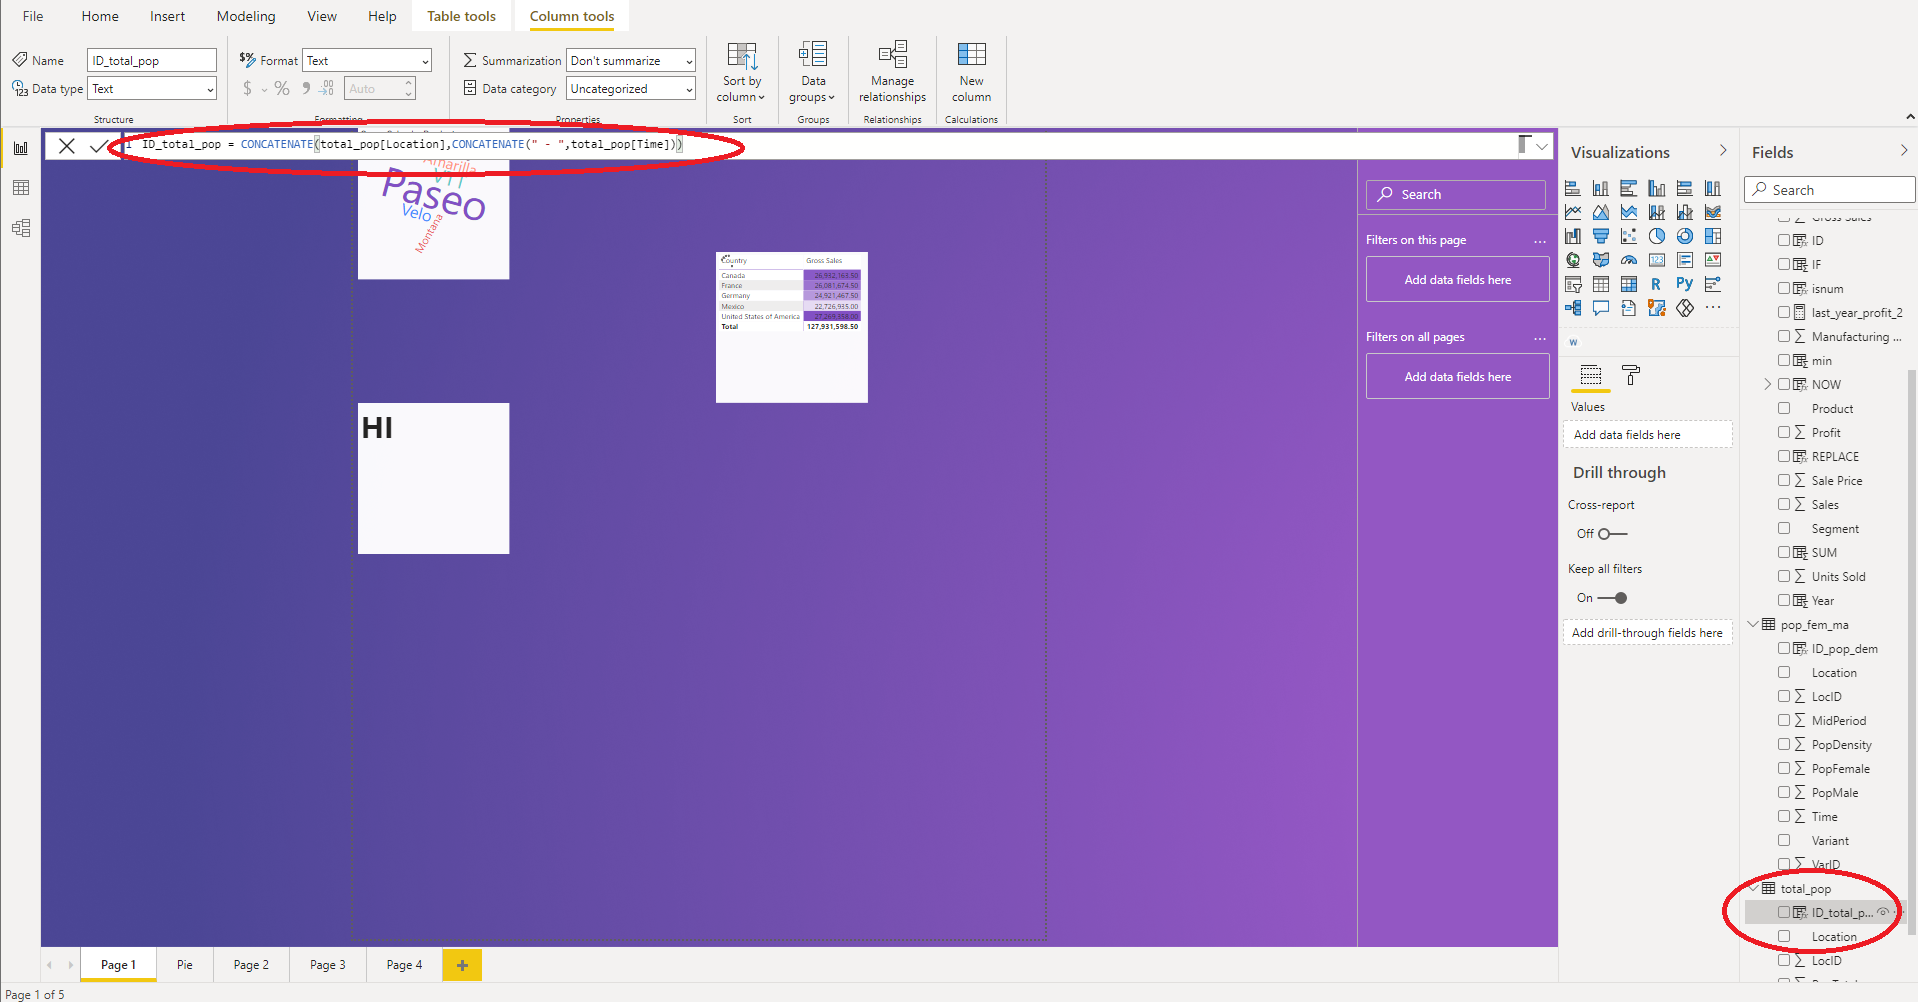 File Home Insert Modeling View Help Table tools Column tools
Name ID_total_pop
Data type Text
Structure
$% Format Text
$ % Auto
Formatting
Summarization Don't summarize
Data category Uncategorized
Properties
Sort by column
Sort
Data groups
Groups
Manage relationships
Relationships
New column
Calculations
1 ID_total_pop = CONCATENATE(total_pop[Location],CONCATENATE(" - ",total_pop[Time]))
Amarilla
VTT
Paseo
Velo
Montana
Country Gross Sales
Canada 26,932,163.50
France 26,081,674.50
Germany 24,921,467.50
Mexico 22,726,935.00
United States of America
Total 127,931,598.50
HI
Search
Filters on this page ...
Add data fields here
Filters on all pages ...
Add data fields here
Visualizations
123
R Py
...
W
Values
Add data fields here
Drill through
Cross-report
Off
Keep all filters
On
Add drill-through fields here
Fields
Search
Gross Sales
ID
IF
isnum
last_year_profit_2
Manufacturing ...
min
NOW
Product
Profit
REPLACE
Sale Price
Sales
Segment
SUM
Units Sold
Year
pop_fem_ma
ID_pop_dem
Location
LocID
MidPeriod
PopDensity
PopFemale
PopMale
Time
Variant
VarID
total_pop
ID_total_p...
Location
LocID
Page 1 Pie Page 2 Page 3 Page 4 +
Page 1 of 5